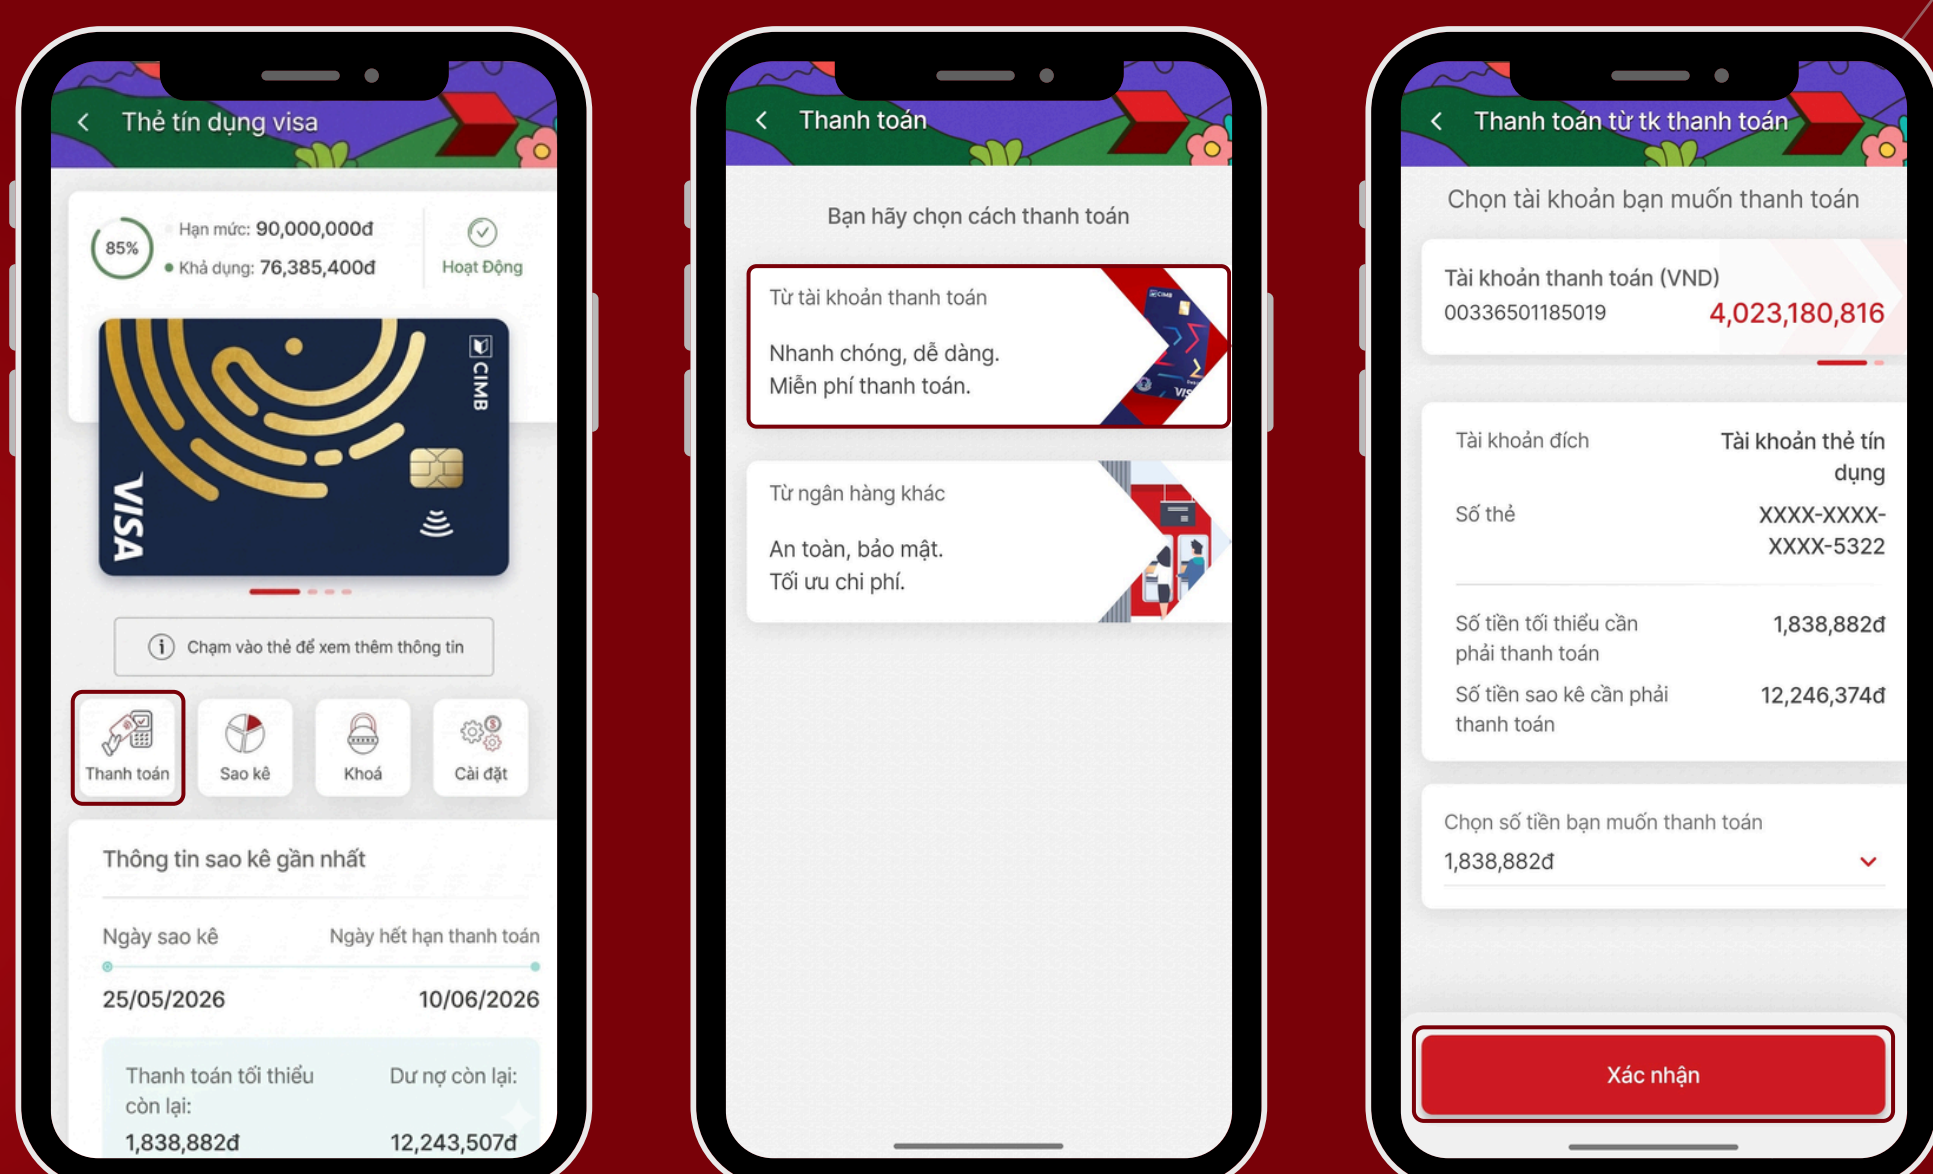 Thẻ tín dụng visa
85%
Hạn mức: 90,000,000đ
Khả dụng: 76,385,400đ
Hoạt Động
CIMB
VISA
Chạm vào thẻ để xem thêm thông tin
Thanh toán
Sao kê
Khoá
Cài đặt
Thông tin sao kê gần nhất
Ngày sao kê
Ngày hết hạn thanh toán
25/05/2026
10/06/2026
Thanh toán tối thiểu
còn lại:
1,838,882đ
Dư nợ còn lại:
12,243,507đ
Thanh toán
Bạn hãy chọn cách thanh toán
Từ tài khoản thanh toán
Nhanh chóng, dễ dàng.
Miễn phí thanh toán.
CIMB
VIS
Từ ngân hàng khác
An toàn, bảo mật.
Tối ưu chi phí.
Thanh toán từ tk thanh toán
Chọn tài khoản bạn muốn thanh toán
Tài khoản thanh toán (VND)
00336501185019
4,023,180,816
Tài khoản đích
Tài khoản thẻ tín
dụng
Số thẻ
XXXX-XXXX-
XXXX-5322
Số tiền tối thiểu cần
phải thanh toán
1,838,882đ
Số tiền sao kê cần phải
thanh toán
12,246,374đ
Chọn số tiền bạn muốn thanh toán
1,838,882đ
Xác nhận